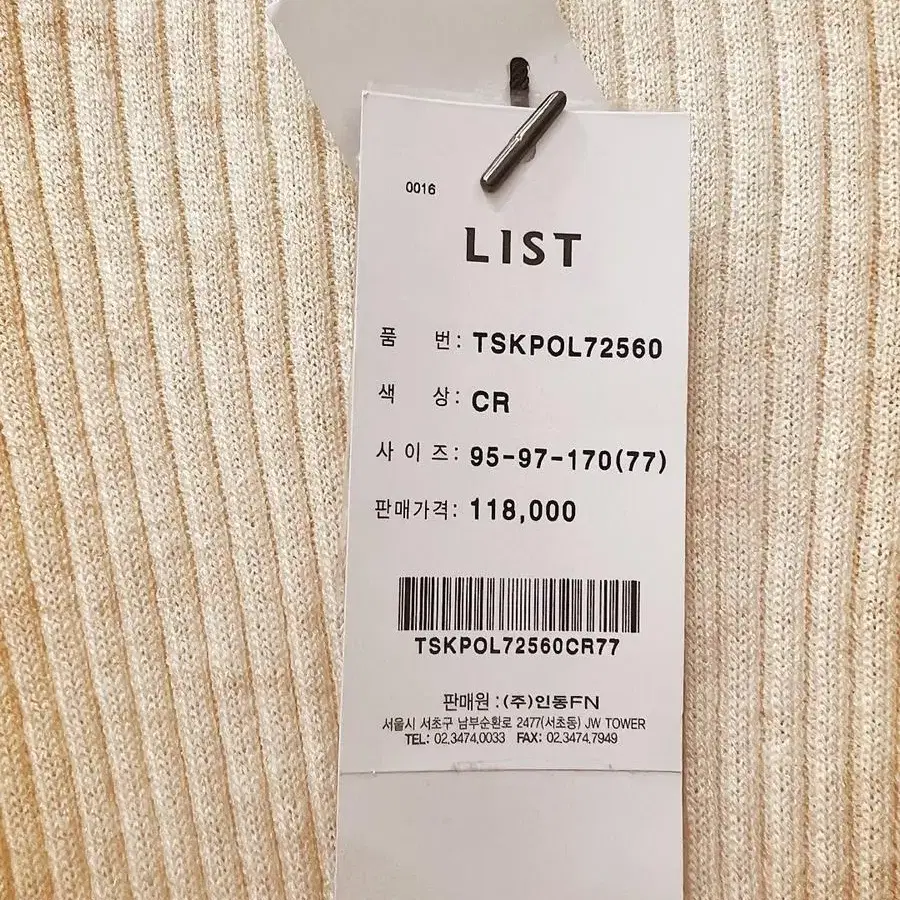 0016
LIST
품 번: TSKPOL72560
색 상: CR
사 이 즈: 95-97-170(77)
판매가격: 118,000
TSKPOL72560CR77
판매원 : (주)인동FN
서울시 서초구 남부순환로 2477(서초동) JW TOWER
TEL: 02.3474.0033 FAX: 02.3474.7949